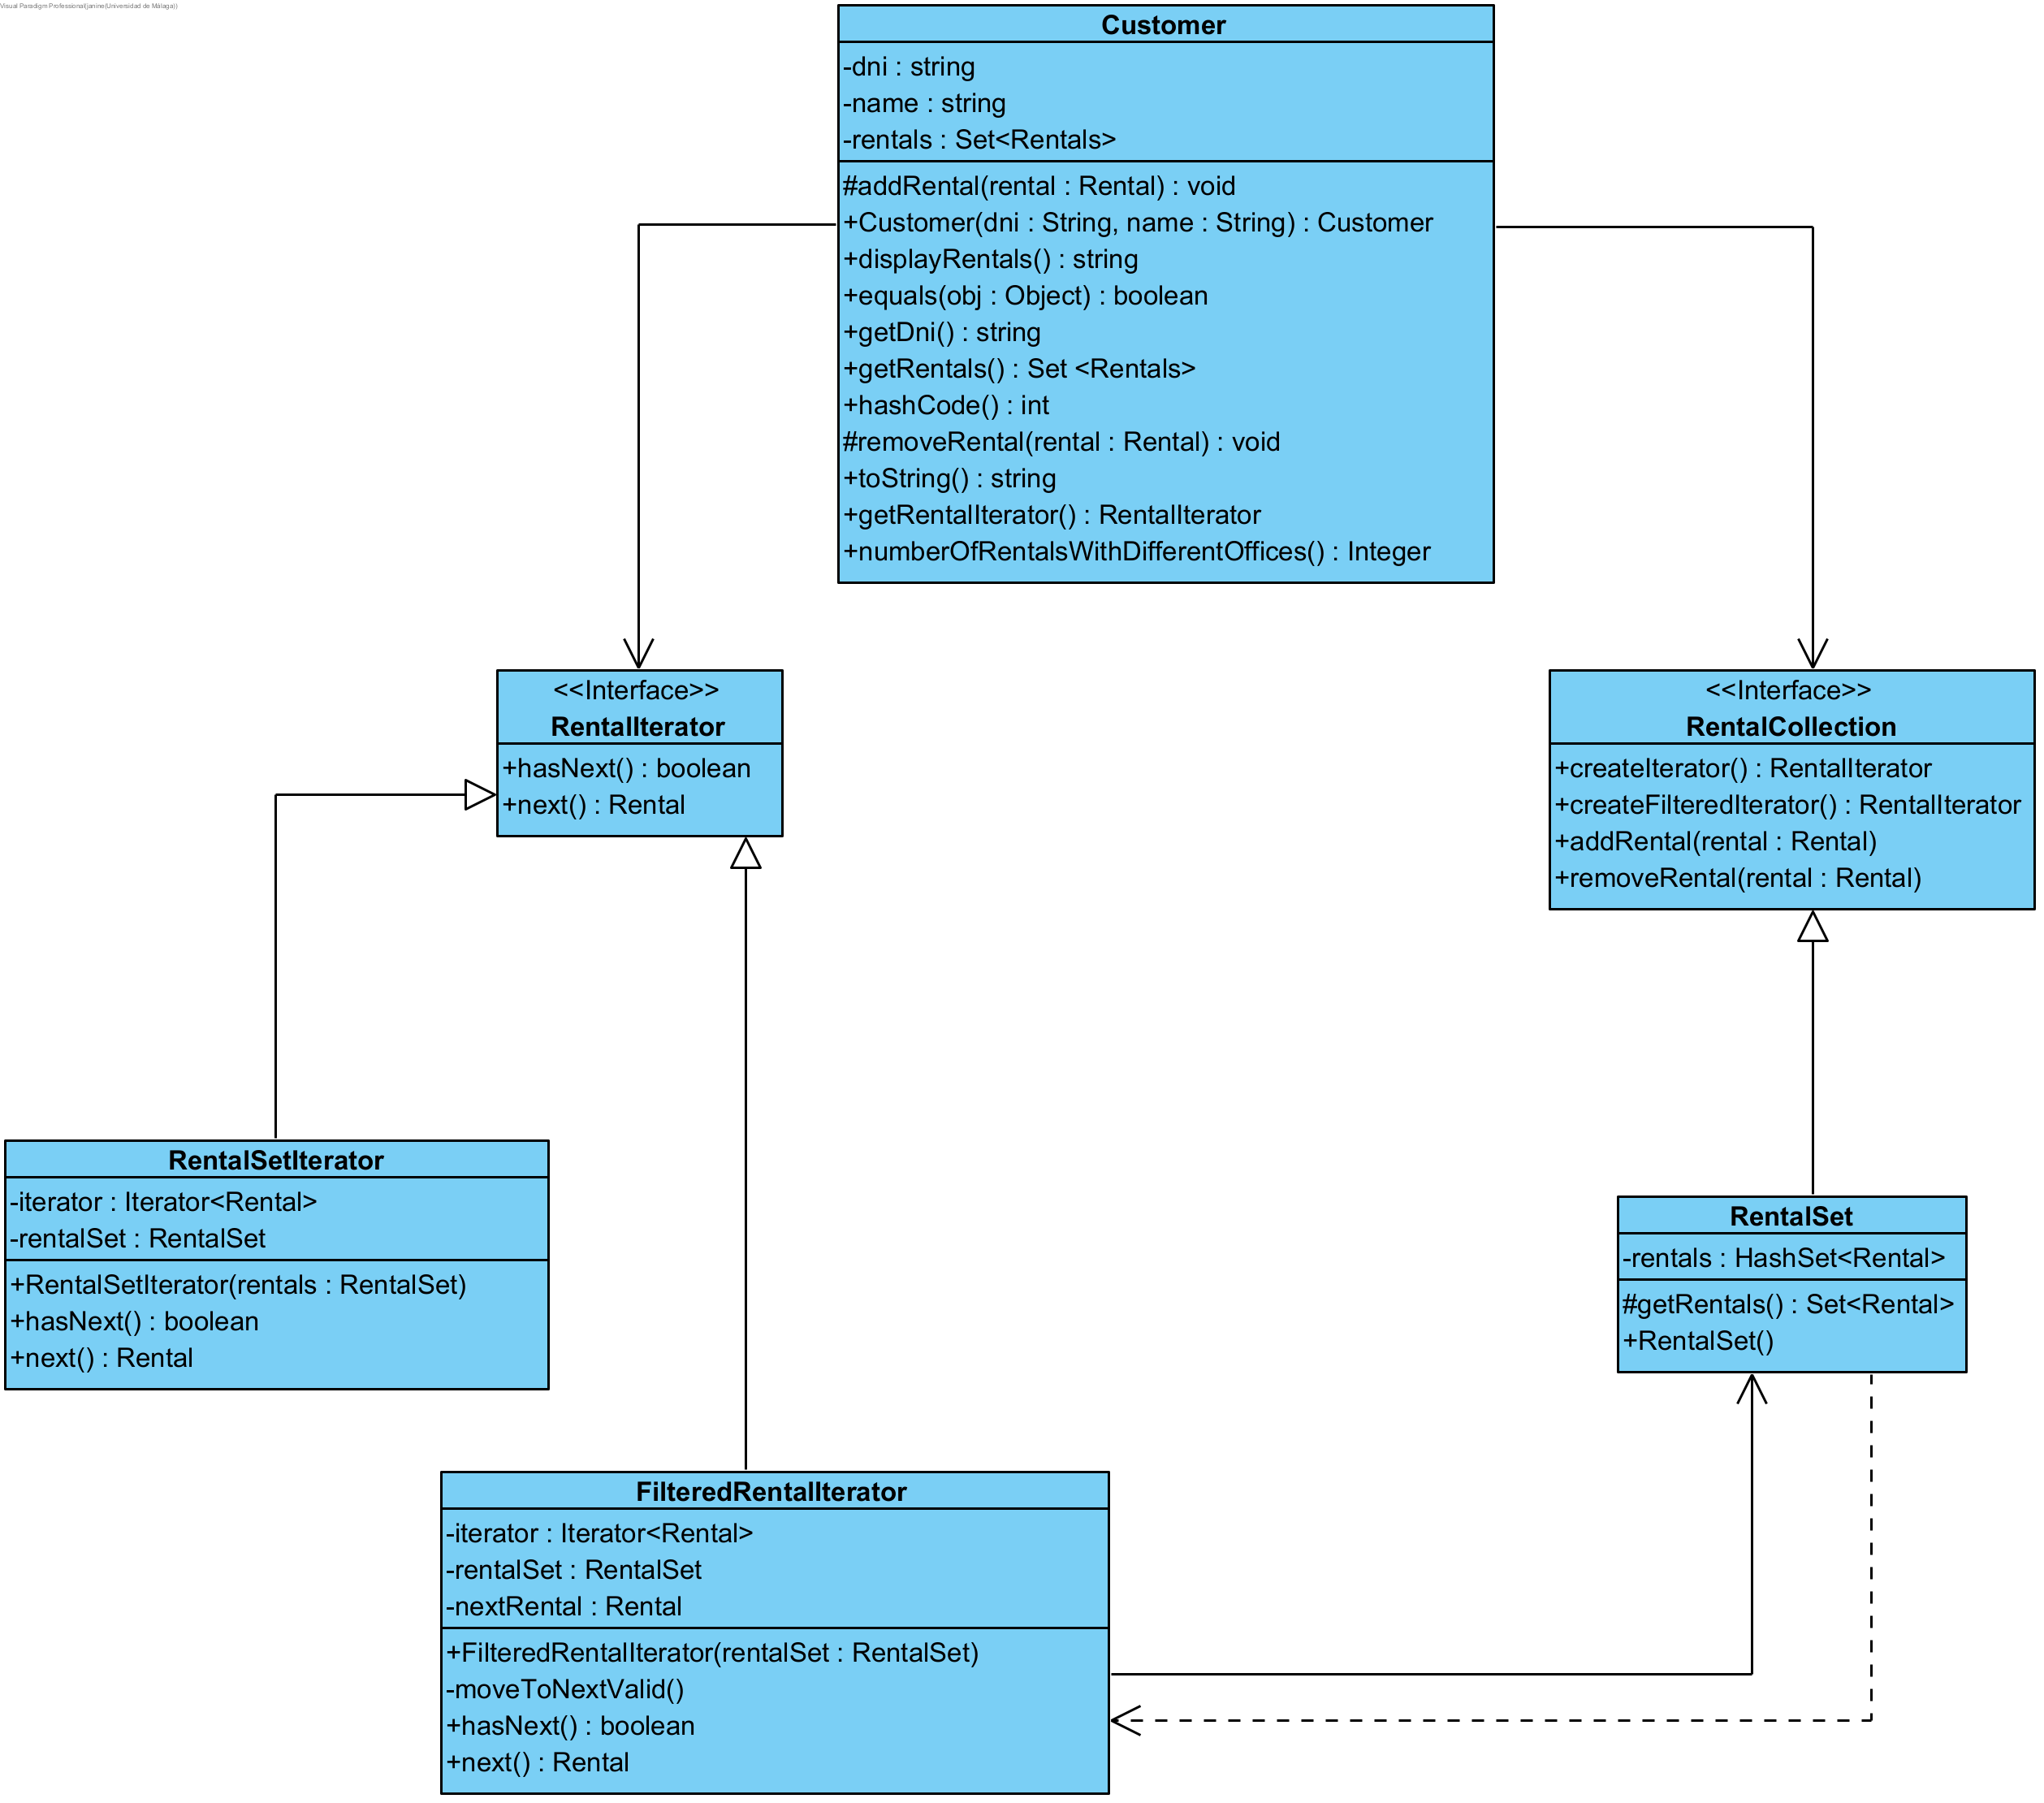 Visual Paradigm Professional(janine(Universidad de Málaga))
Customer
-dni : string
-name : string
-rentals : Set<Rentals>
#addRental(rental : Rental) : void
+Customer(dni : String, name : String) : Customer
+displayRentals() : string
+equals(obj : Object) : boolean
+getDni() : string
+getRentals() : Set <Rentals>
+hashCode() : int
#removeRental(rental : Rental) : void
+toString() : string
+getRentalIterator() : RentalIterator
+numberOfRentalsWithDifferentOffices() : Integer
<<Interface>>
RentalIterator
+hasNext() : boolean
+next() : Rental
<<Interface>>
RentalCollection
+createIterator() : RentalIterator
+createFilteredIterator() : RentalIterator
+addRental(rental : Rental)
+removeRental(rental : Rental)
RentalSetIterator
-iterator : Iterator<Rental>
-rentalSet : RentalSet
+RentalSetIterator(rentals : RentalSet)
+hasNext() : boolean
+next() : Rental
RentalSet
-rentals : HashSet<Rental>
#getRentals() : Set<Rental>
+RentalSet()
FilteredRentalIterator
-iterator : Iterator<Rental>
-rentalSet : RentalSet
-nextRental : Rental
+FilteredRentalIterator(rentalSet : RentalSet)
-moveToNextValid()
+hasNext() : boolean
+next() : Rental